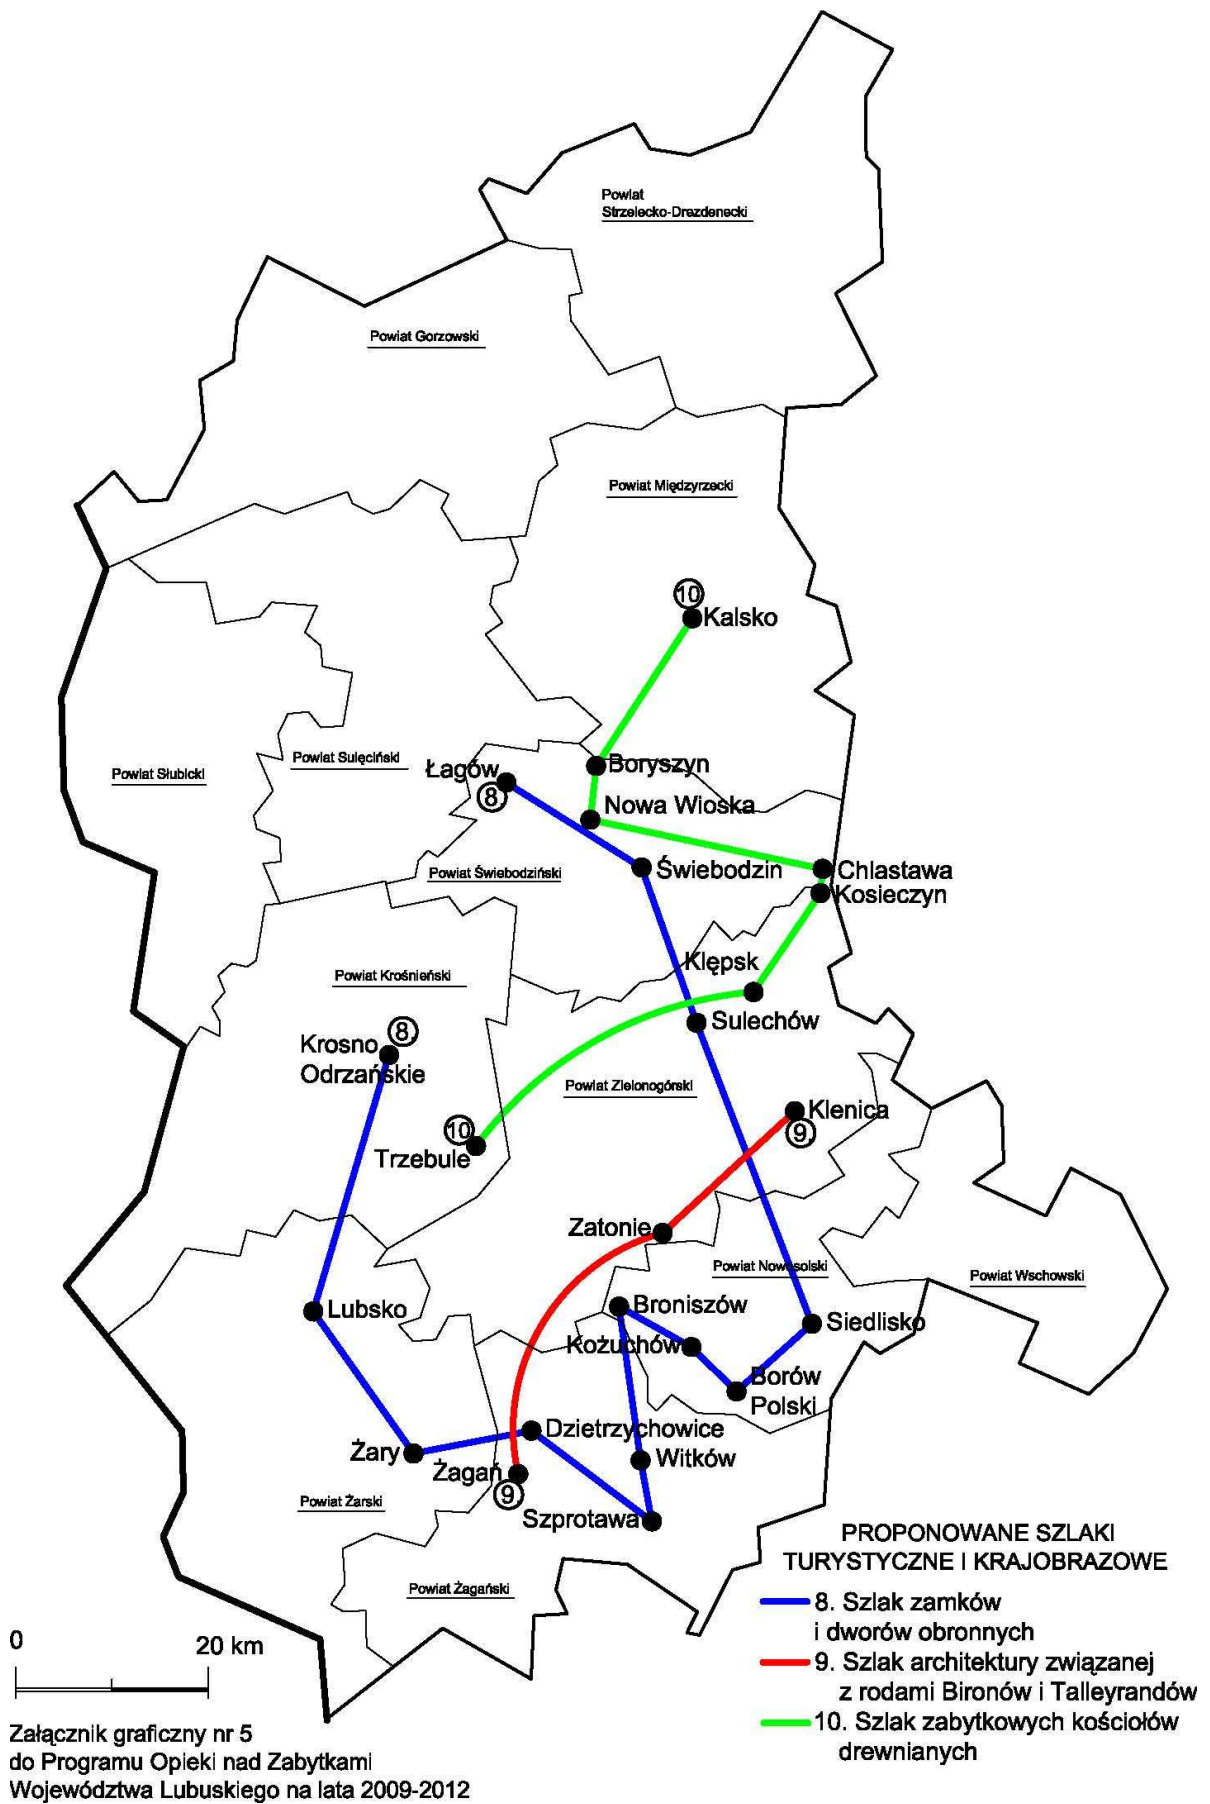 Powiat
Strzelecko-Drezdenecki
Powiat Gorzowski
Powiat Międzyrzecki
10
Kalsko
Powiat Słubicki
Powiat Sulęciński
Łagów
8.
Boryszyn
Nowa Wioska
Powiat Świebodziński
Świebodzin
Chlastawa
Kosieczyn
Klępsk
Powiat Krośnieński
Sulechów
8.
Krosno
Odrzańskie
Powiat Zielonogórski
Klenica
9.
10.
Trzebule
Zatonie
Powiat Nowosolski
Powiat Wschowski
Lubsko
Broniszów
Siedlisko
Kożuchów
Borów
Polski
Dzietrzychowice
Żary
Żagań
9.
Witków
Powiat Żarski
Szprotawa
Powiat Żagański
PROPONOWANE SZLAKI
TURYSTYCZNE I KRAJOBRAZOWE
8. Szlak zamków
i dworów obronnych
9. Szlak architektury związanej
z rodami Bironów i Talleyrandów
10. Szlak zabytkowych kościołów
drewnianych
0 20 km
Załącznik graficzny nr 5
do Programu Opieki nad Zabytkami
Województwa Lubuskiego na lata 2009-2012